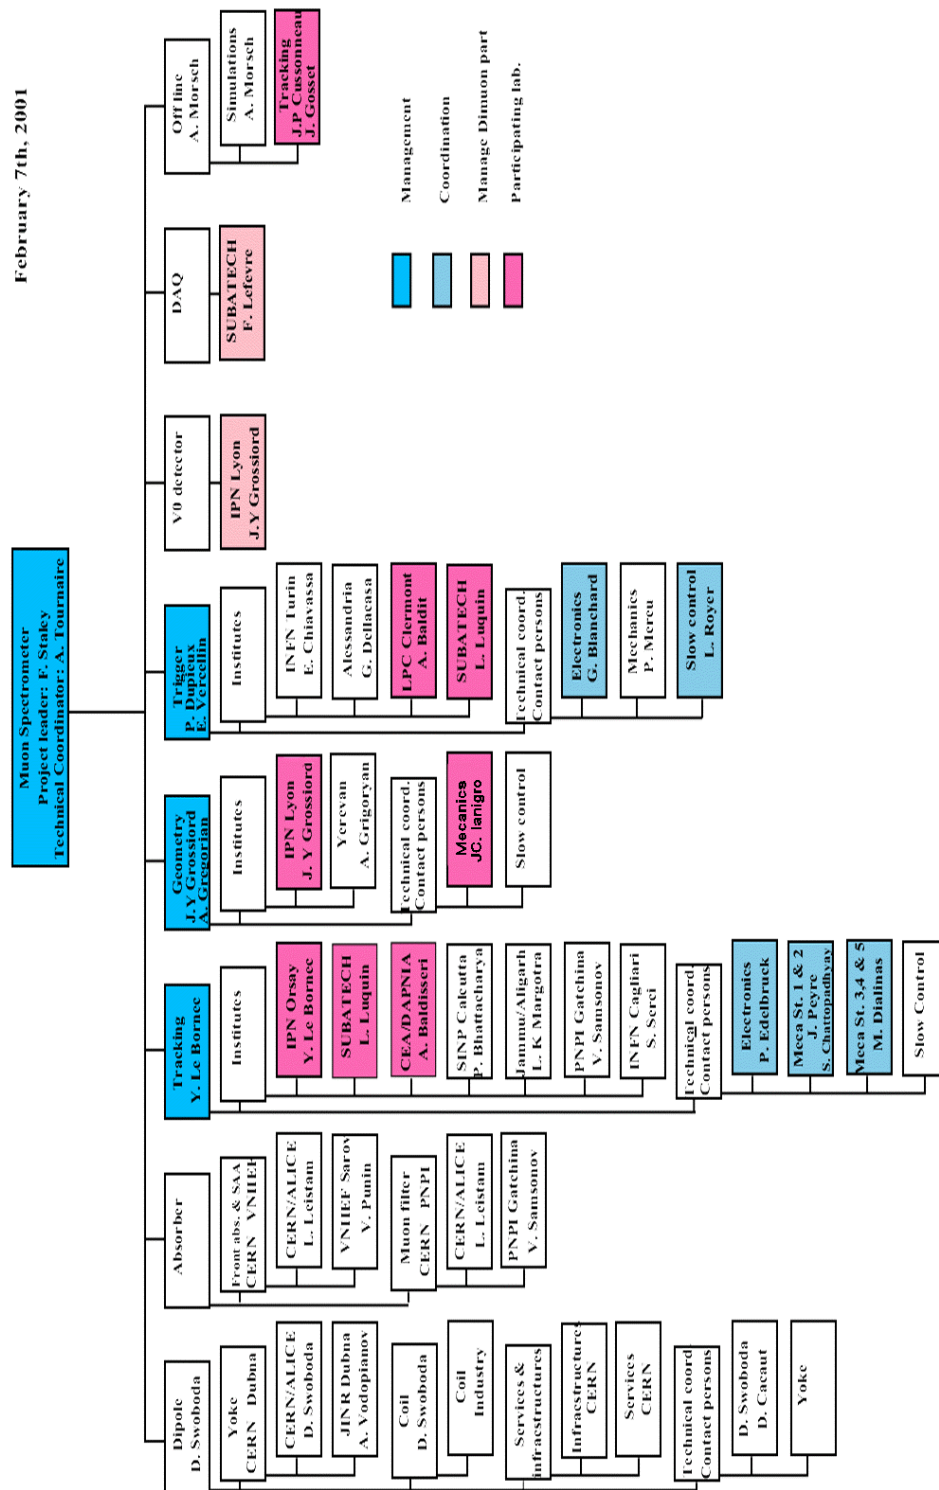 February 7th, 2001
Muon Spectrometer
Project leader: F. Staley
Technical Coordinator: A. Tournaire
Dipole
D. Swoboda
Yoke
CERN Dubna
CERN/ALICE
D. Swoboda
JINR Dubna
A. Vodopianov
Coil
D. Swoboda
Coil
Industry
Services &
infraestructures
Infraestructures
CERN
Services
CERN
Technical coord.
Contact persons
D. Swoboda
D. Cacaut
Yoke
Absorber
Front abs. & SAA
CERN VNIIEF
CERN/ALICE
L. Leistam
VNIIEF Sarov
V. Punin
Muon filter
CERN PNPI
CERN/ALICE
L. Leistam
PNPI Gatchina
V. Samsonov
Tracking
Y. Le Bornec
Institutes
IPN Orsay
Y. Le Bornec
SUBATECH
L. Luquin
CEA/DAPNIA
A. Baldisseri
SINP Calcutta
P. Bhattacharya
Jammu/Aligarh
L. K Margotra
PNPI Gatchina
V. Samsonov
INFN Cagliari
S. Serci
Technical coord.
Contact persons
Electronics
P. Edelbruck
Meca St. 1 & 2
J. Peyre
S. Chattopadhyay
Meca St. 3,4 & 5
M. Dialinas
Slow Control
Geometry
J.Y Grossiord
A. Gregorian
Institutes
IPN Lyon
J. Y Grossiord
Yerevan
A. Grigoryan
Technical coord.
Contact persons
Mecanics
JC. Ianigro
Slow control
Trigger
P. Dupieux
E. Vercellin
Institutes
INFN Turin
E. Chiavassa
Alessandria
G. Dellacasa
LPC Clermont
A. Baldit
SUBATECH
L. Luquin
Technical coord.
Contact persons
Electronics
G. Blanchard
Mechanics
P. Mereu
Slow control
L. Royer
V0 detector
IPN Lyon
J.Y Grossiord
DAQ
SUBATECH
F. Lefevre
Off line
A. Morsch
Simulations
A. Morsch
Tracking
J.P Cussonneau
J. Gosset
Management
Coordination
Manage Dimuon part
Participating lab.